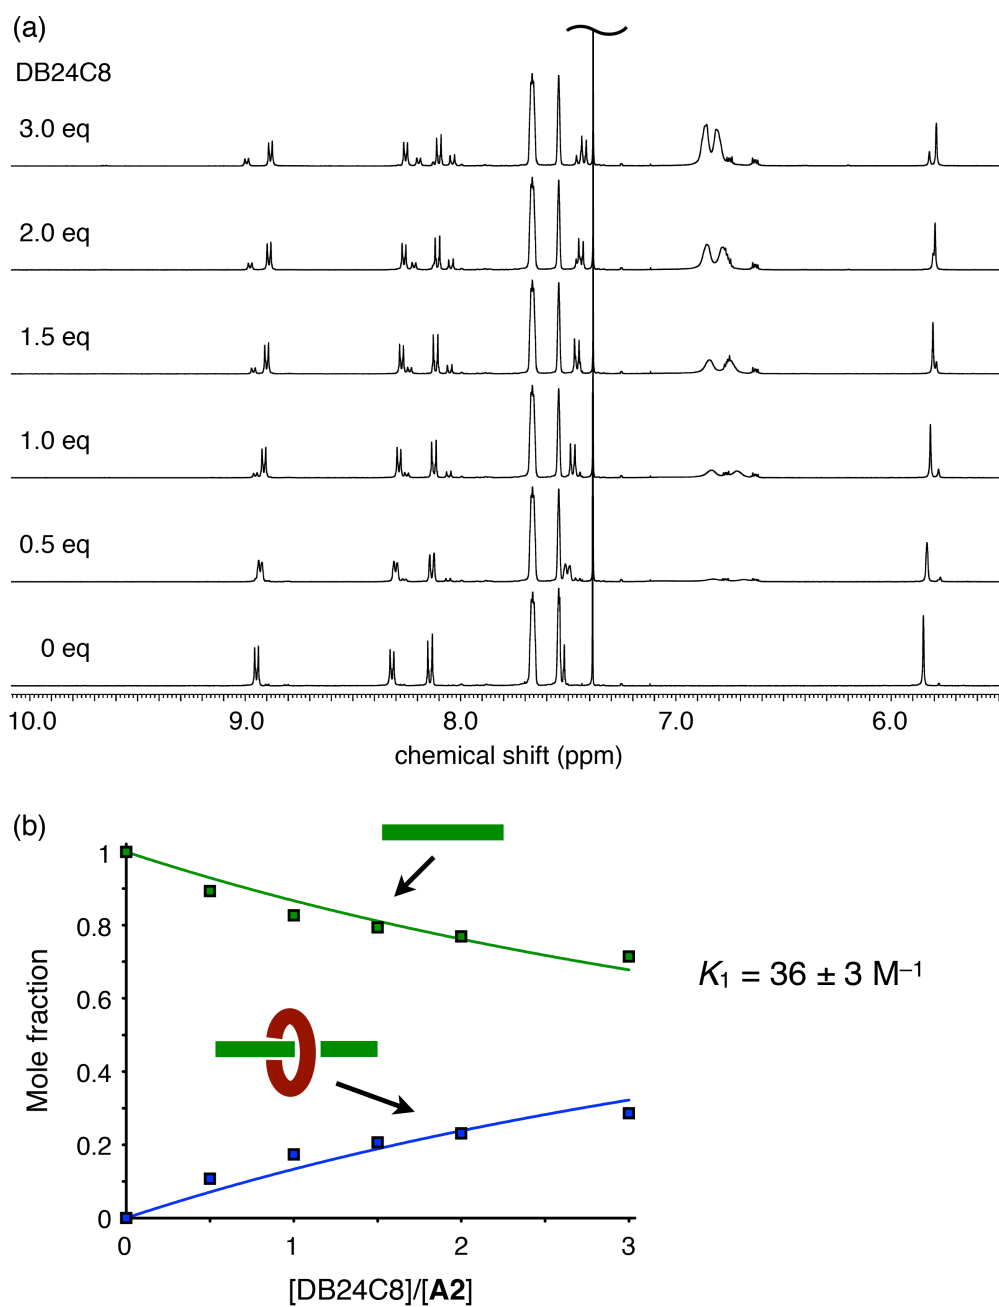 (a)
DB24C8
3.0 eq
2.0 eq
1.5 eq
1.0 eq
0.5 eq
0 eq
10.0 9.0 8.0 7.0 6.0
chemical shift (ppm)
(b)
1
0.8
0.6
0.4
0.2
0
Mole fraction
K1 = 36 ± 3 M–1
0 1 2 3
[DB24C8]/[A2]